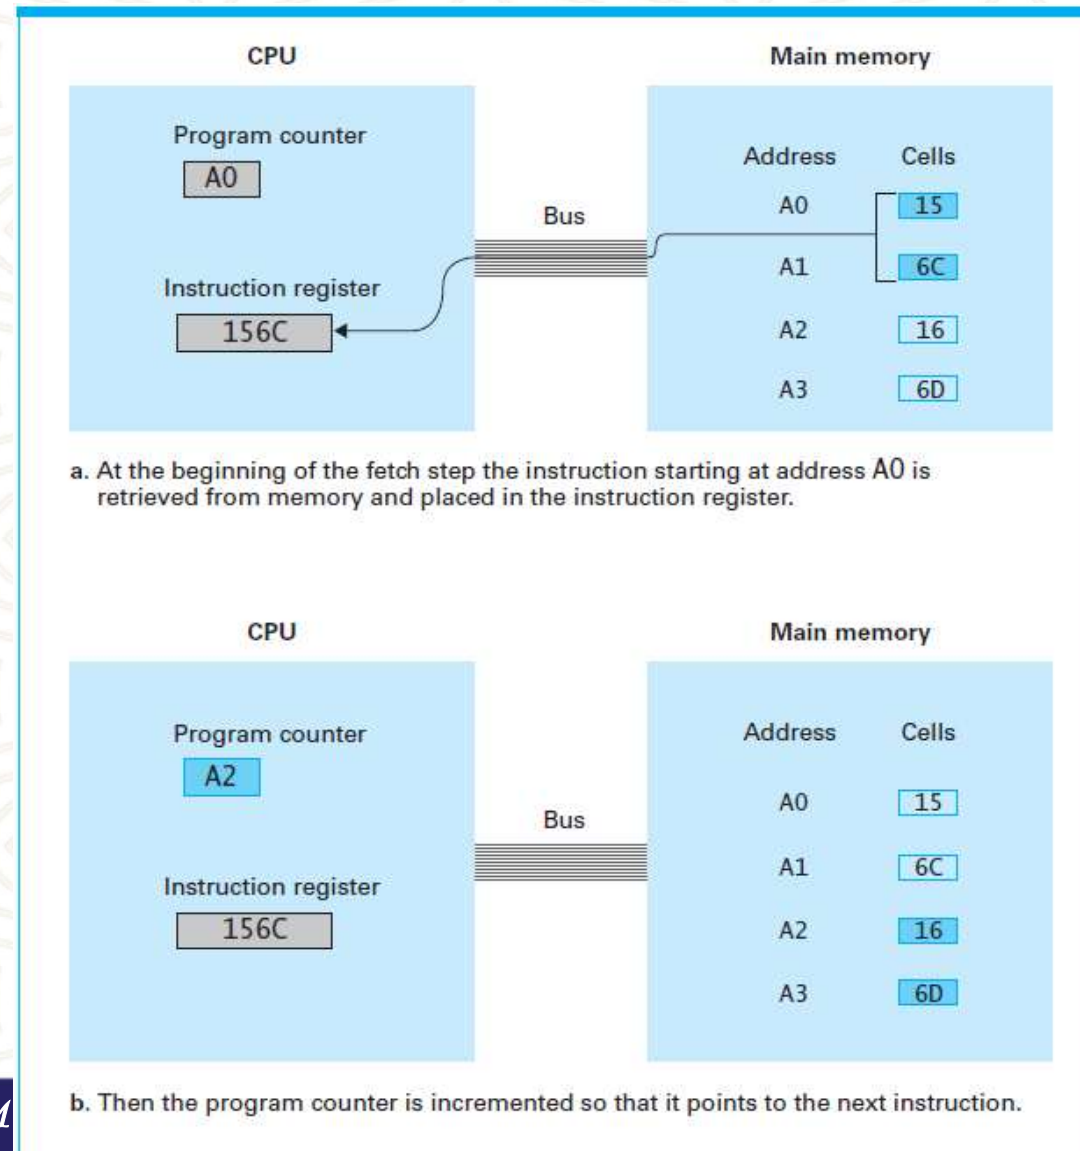 CPU Main memory
Program counter
A0
Address Cells
A0 15
Bus
A1 6C
Instruction register
156C
A2 16
A3 6D
a. At the beginning of the fetch step the instruction starting at address A0 is
retrieved from memory and placed in the instruction register.
CPU Main memory
Program counter
A2
Address Cells
A0 15
Bus
A1 6C
Instruction register
156C
A2 16
A3 6D
b. Then the program counter is incremented so that it points to the next instruction.